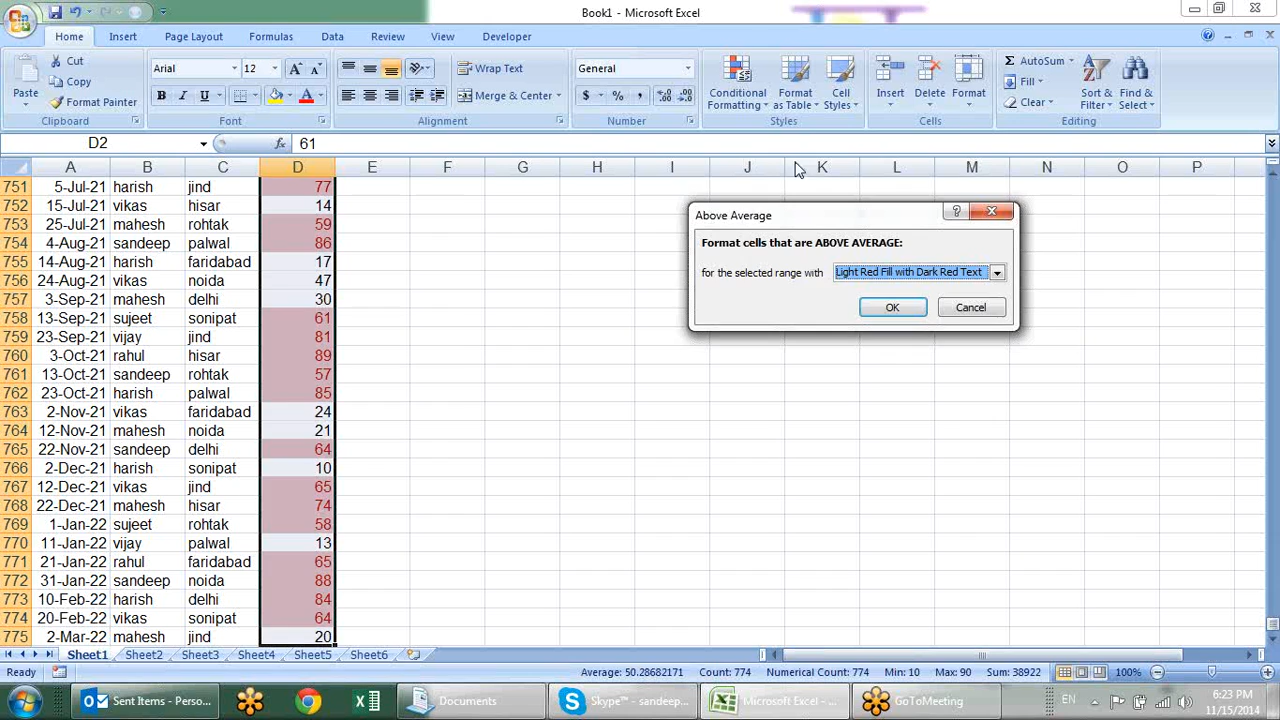 Book1 - Microsoft Excel
Home Insert Page Layout Formulas Data Review View Developer
Paste
Cut
Copy
Format Painter
Clipboard
Arial 12
B I U
Font
Wrap Text
Merge & Center
Alignment
General
$ % ,
Number
Conditional Formatting
Format as Table
Cell Styles
Styles
Insert Delete Format
Cells
Σ AutoSum
Fill
Clear
Sort & Filter
Find & Select
Editing
D2 fx 61
A B C D E F G H I J K L M N O P
751 5-Jul-21 harish jind 77
752 15-Jul-21 vikas hisar 14
753 25-Jul-21 mahesh rohtak 59
754 4-Aug-21 sandeep palwal 86
755 14-Aug-21 harish faridabad 17
756 24-Aug-21 vikas noida 47
757 3-Sep-21 mahesh delhi 30
758 13-Sep-21 sujeet sonipat 61
759 23-Sep-21 vijay jind 81
760 3-Oct-21 rahul hisar 89
761 13-Oct-21 sandeep rohtak 57
762 23-Oct-21 harish palwal 85
763 2-Nov-21 vikas faridabad 24
764 12-Nov-21 mahesh noida 21
765 22-Nov-21 sandeep delhi 64
766 2-Dec-21 harish sonipat 10
767 12-Dec-21 vikas jind 65
768 22-Dec-21 mahesh hisar 74
769 1-Jan-22 sujeet rohtak 58
770 11-Jan-22 vijay palwal 13
771 21-Jan-22 rahul faridabad 65
772 31-Jan-22 sandeep noida 88
773 10-Feb-22 harish delhi 84
774 20-Feb-22 vikas sonipat 64
775 2-Mar-22 mahesh jind 20
Above Average
Format cells that are ABOVE AVERAGE:
for the selected range with Light Red Fill with Dark Red Text
OK Cancel
Sheet1 Sheet2 Sheet3 Sheet4 Sheet5 Sheet6
Ready Average: 50.28682171 Count: 774 Numerical Count: 774 Min: 10 Max: 90 Sum: 38922 100%
Sent Items - Perso... Documents Skype™ - sandeep... Microsoft Excel - ... GoToMeeting EN 6:23 PM
11/15/2014